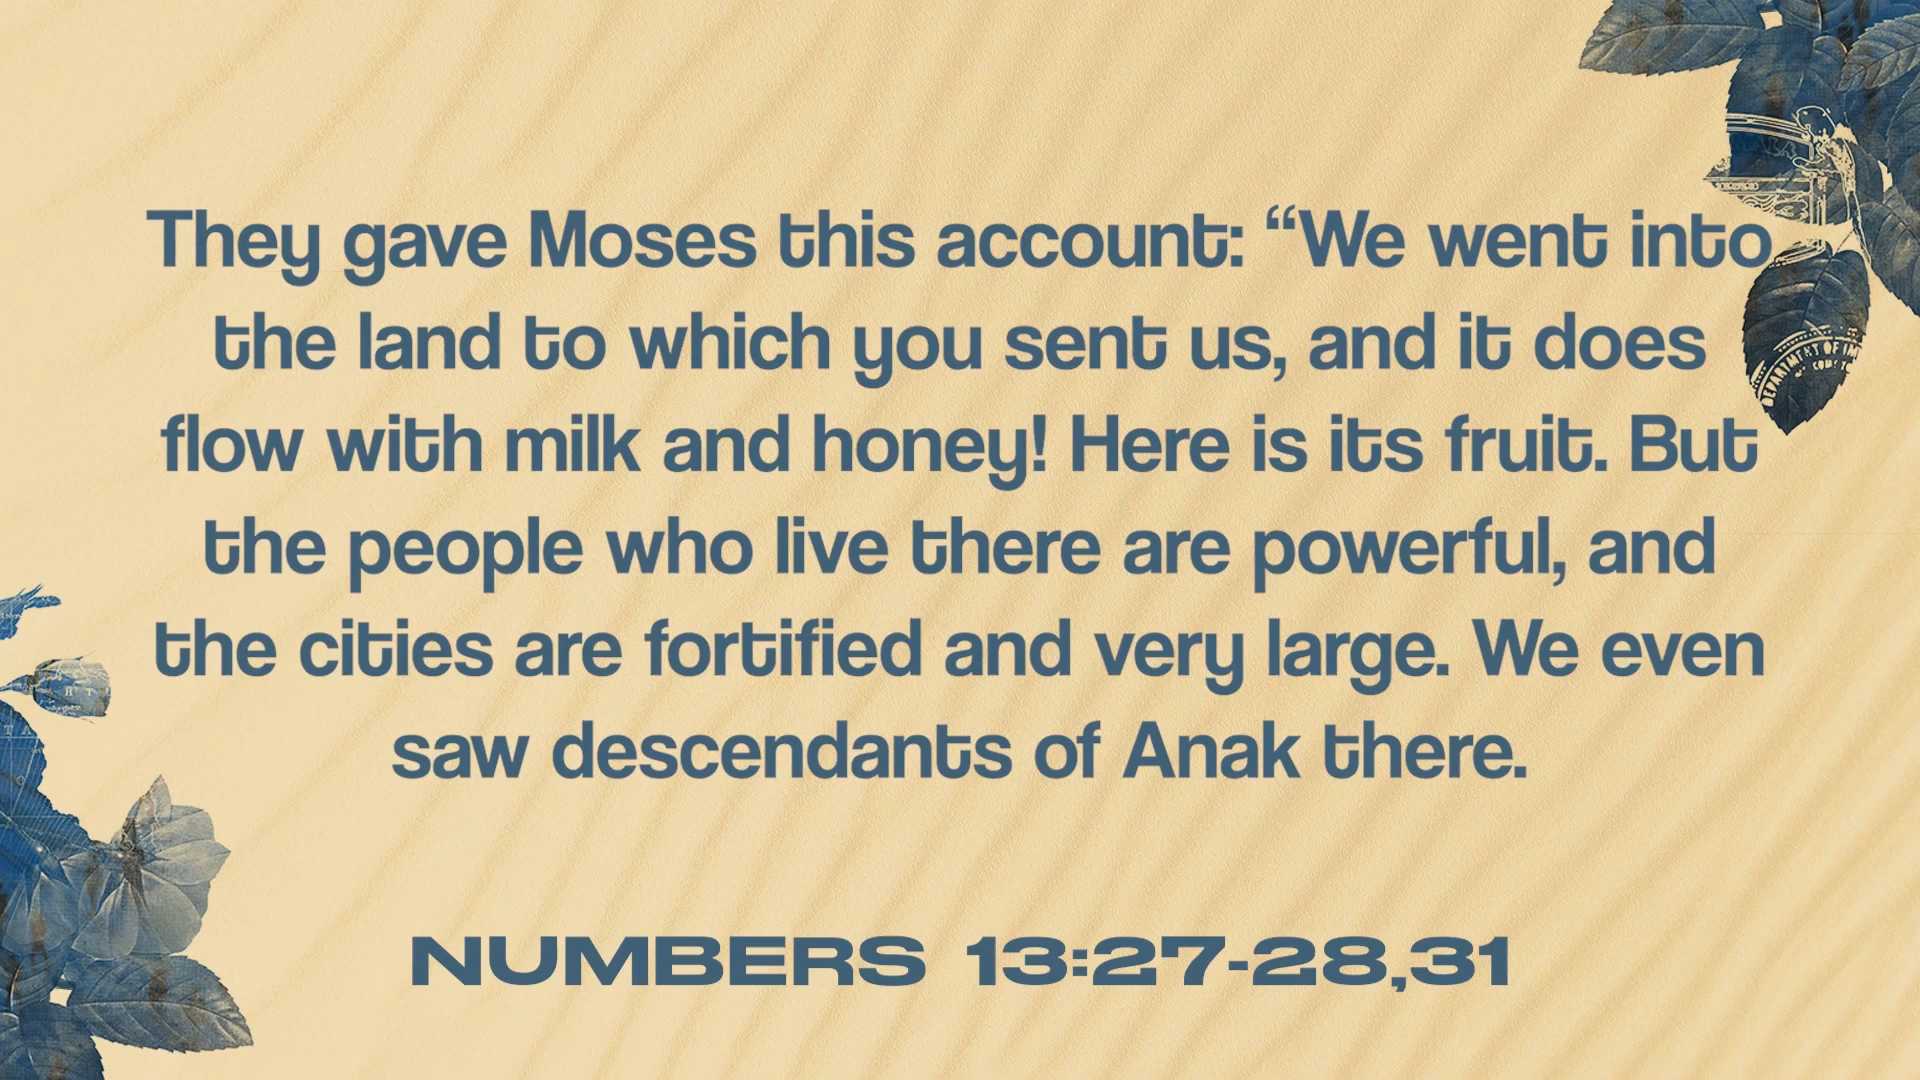 They gave Moses this account: “We went into
the land to which you sent us, and it does
flow with milk and honey! Here is its fruit. But
the people who live there are powerful, and
the cities are fortified and very large. We even
saw descendants of Anak there.
NUMBERS 13:27-28,31
DEPARTMENT OF